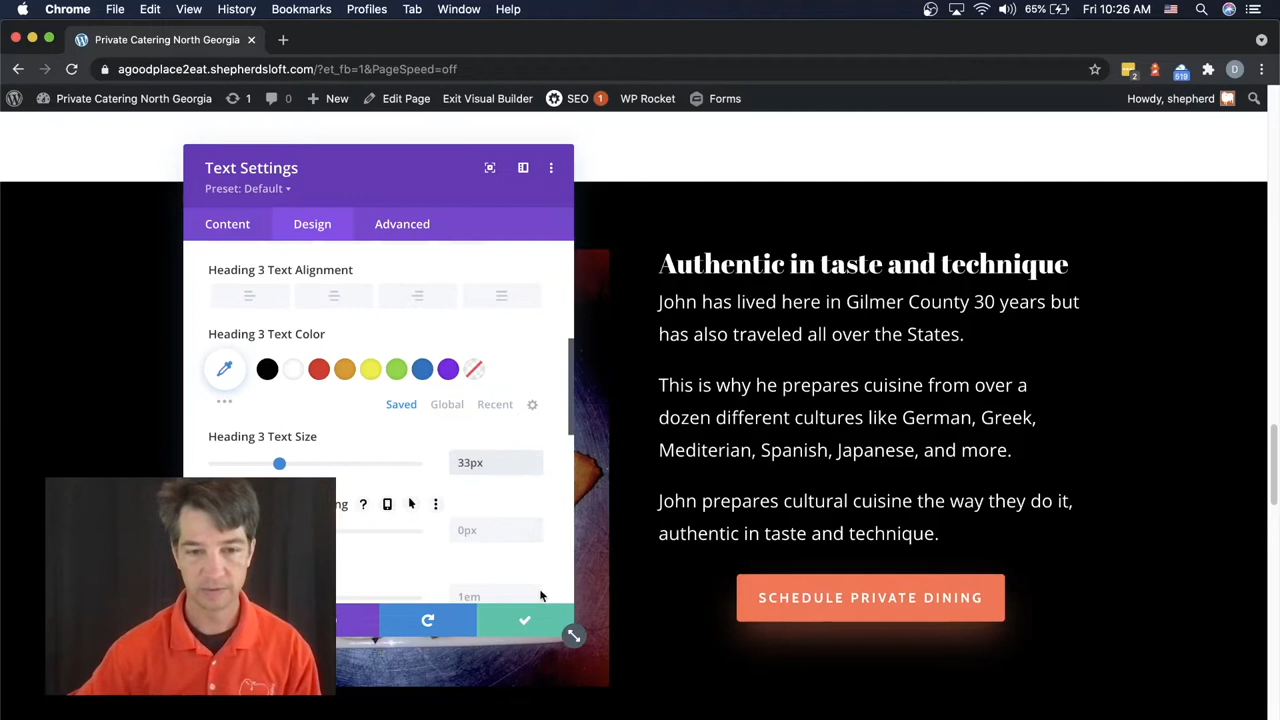 Chrome File Edit View History Bookmarks Profiles Tab Window Help 65% Fri 10:26 AM
Private Catering North Georgia
agoodplace2eat.shepherdsloft.com/?et_fb=1&PageSpeed=off
2
519
D
Private Catering North Georgia 1 0 New Edit Page Exit Visual Builder SEO 1 WP Rocket Forms Howdy, shepherd
Text Settings
Preset: Default
Content Design Advanced
Heading 3 Text Alignment
Heading 3 Text Color
Saved Global Recent
Heading 3 Text Size
33px
ng ?
0px
1em
Authentic in taste and technique
John has lived here in Gilmer County 30 years but
has also traveled all over the States.
This is why he prepares cuisine from over a
dozen different cultures like German, Greek,
Mediterian, Spanish, Japanese, and more.
John prepares cultural cuisine the way they do it,
authentic in taste and technique.
SCHEDULE PRIVATE DINING